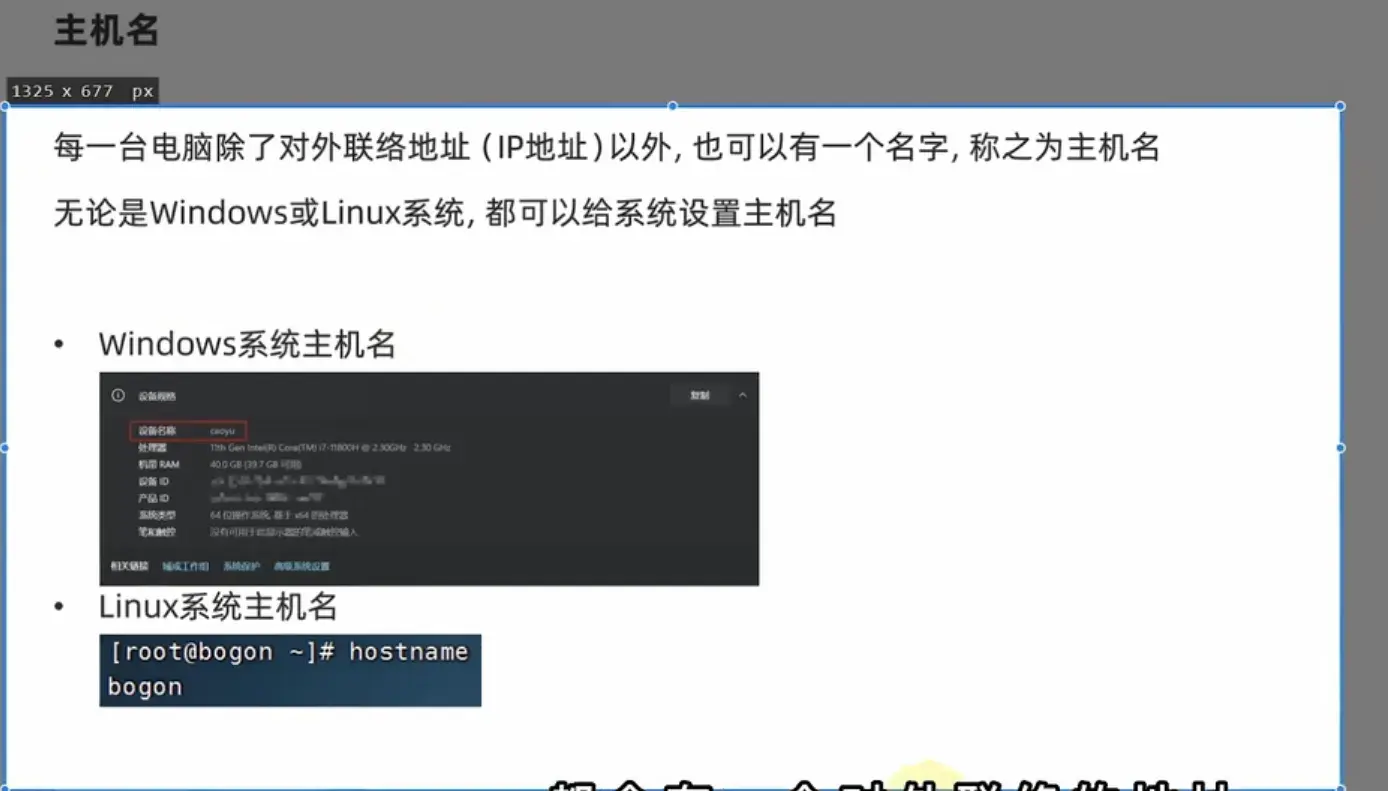 主机名
1325 x 677 px
每一台电脑除了对外联络地址(IP地址)以外, 也可以有一个名字, 称之为主机名
无论是Windows或Linux系统, 都可以给系统设置主机名
• Windows系统主机名
设备规格 复制
设备名称 caoyu
处理器 11th Gen Intel(R) Core(TM) i7-11800H @ 2.30GHz 2.30 GHz
机带 RAM 40.0 GB (39.7 GB 可用)
设备 ID
产品 ID
系统类型 64 位操作系统, 基于 x64 的处理器
笔和触控 没有可用于此显示器的笔或触控输入
相关链接 域或工作组 系统保护 高级系统设置
• Linux系统主机名
[root@bogon ~]# hostname
bogon